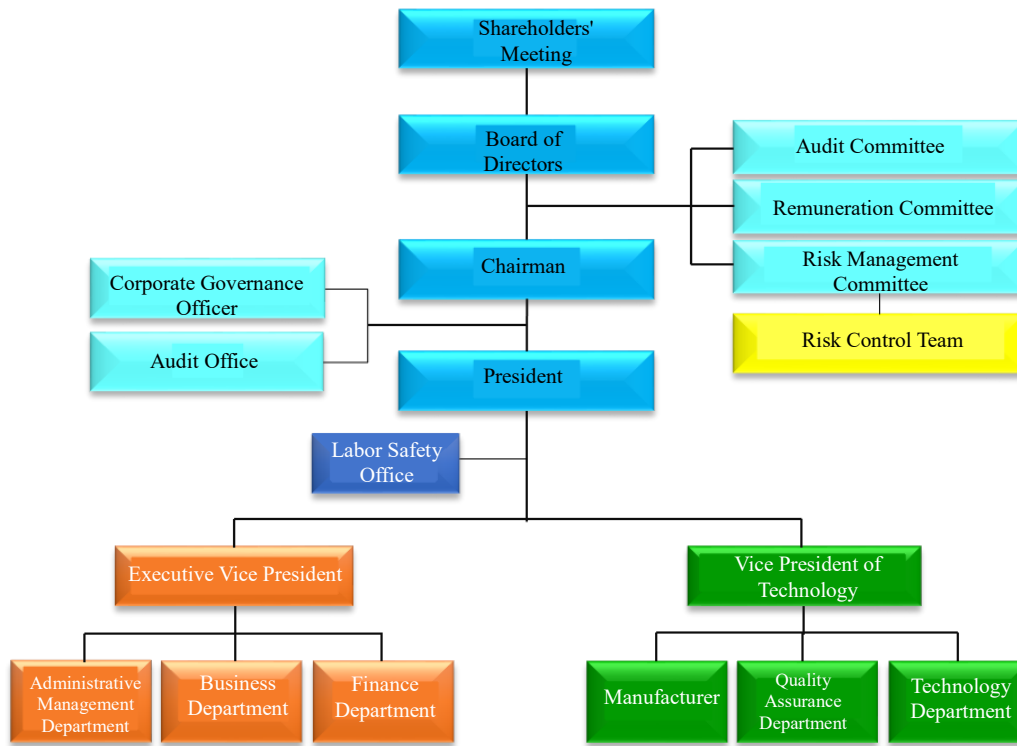 Shareholders'
Meeting
Board of
Directors
Audit Committee
Remuneration Committee
Chairman
Risk Management
Committee
Corporate Governance
Officer
Risk Control Team
Audit Office
President
Labor Safety
Office
Executive Vice President
Vice President of
Technology
Administrative
Management
Department
Business
Department
Finance
Department
Manufacturer
Quality
Assurance
Department
Technology
Department